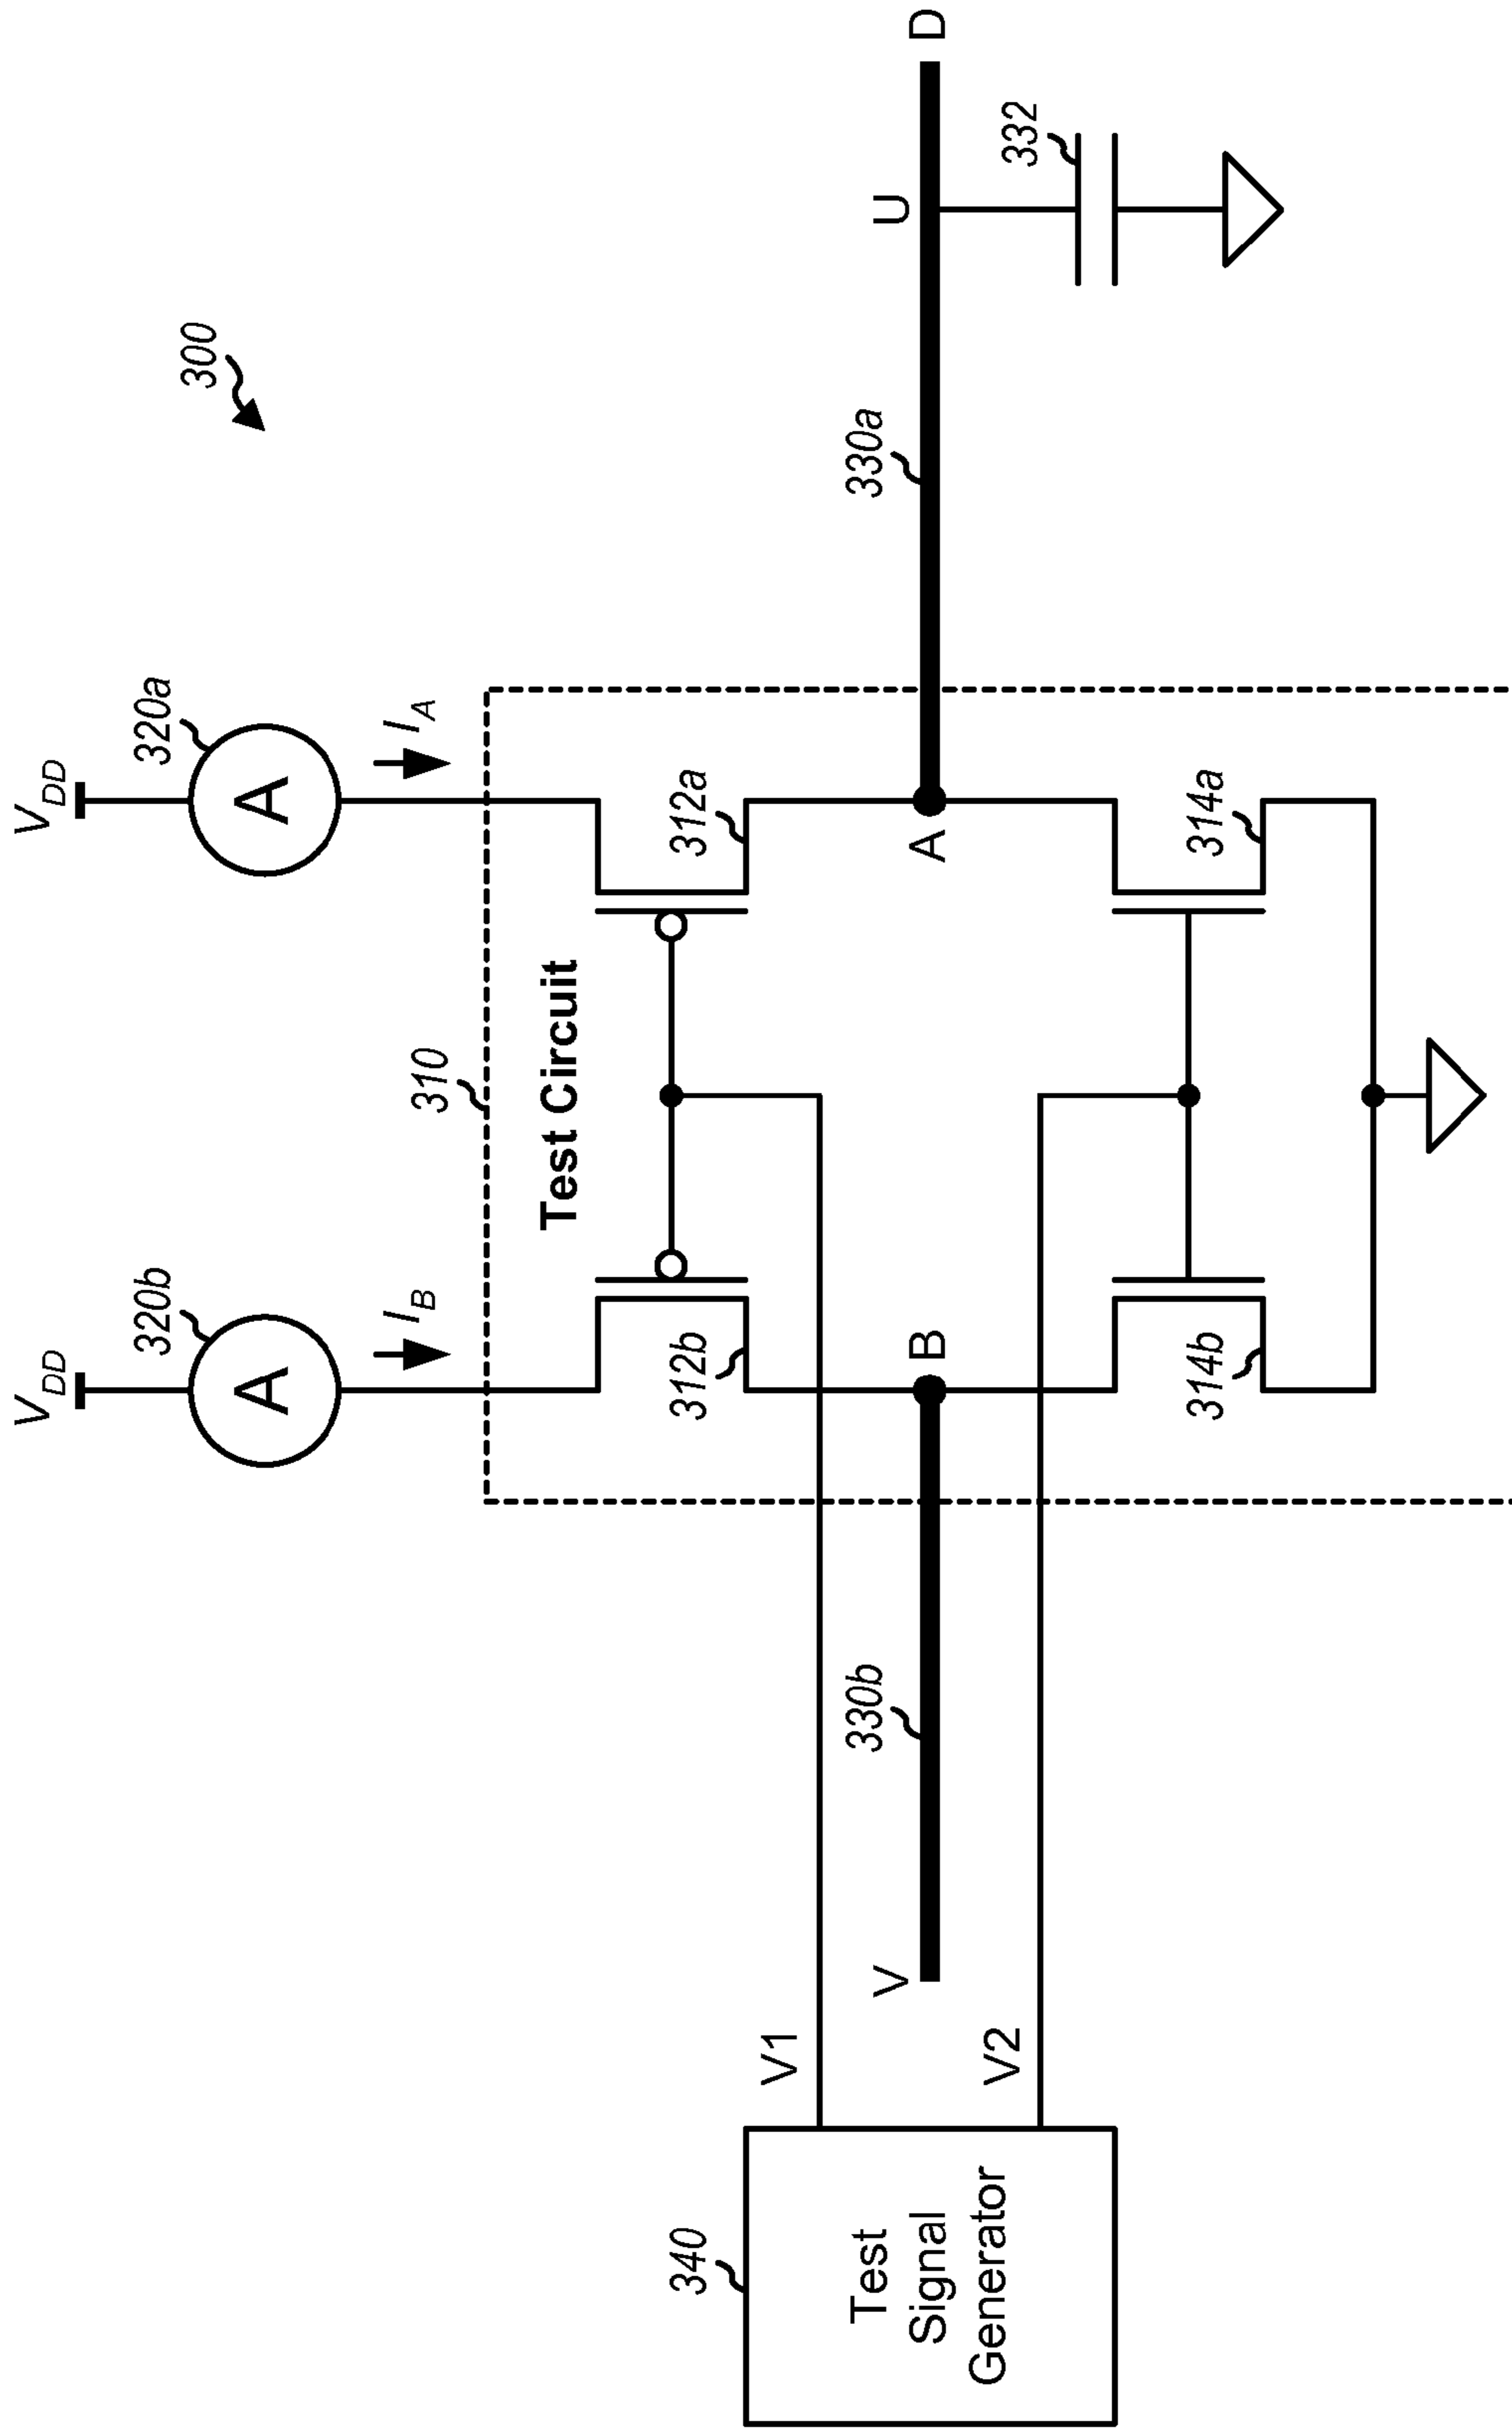 300
V_DD
V_DD
320b
320a
A
A
I_B
I_A
310
Test Circuit
340
312b
312a
V1
330b
330a
Test
Signal
Generator
V
B
A
U
D
V2
332
314b
314a